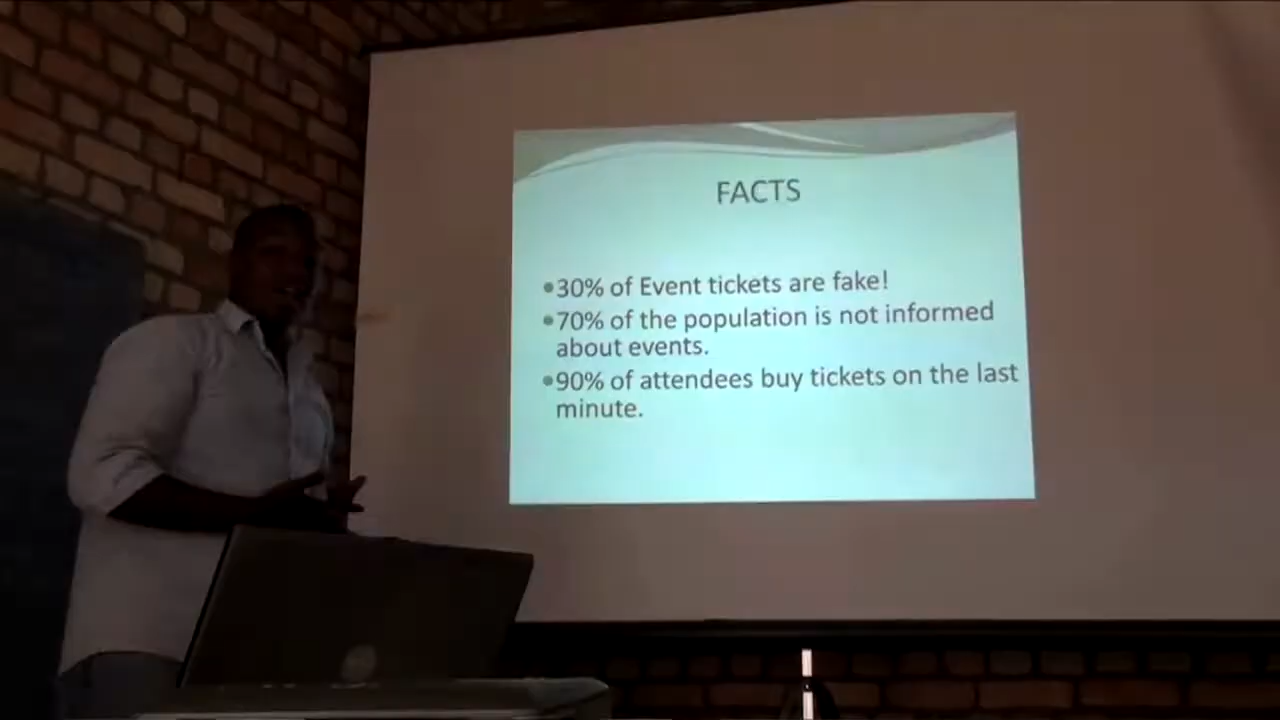 FACTS
•30% of Event tickets are fake!
•70% of the population is not informed
about events.
•90% of attendees buy tickets on the last
minute.